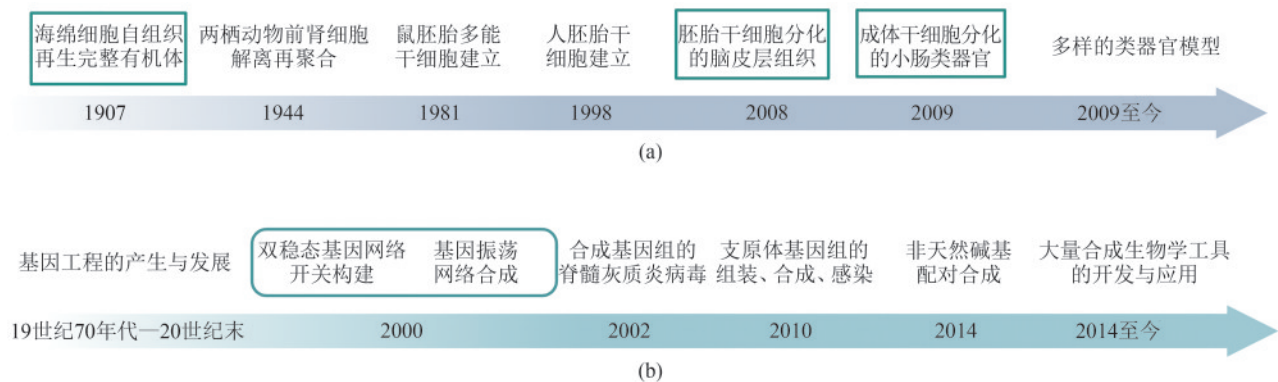 海绵细胞自组织 两栖动物前肾细胞 鼠胚胎多能 人胚胎干 胚胎干细胞分化 成体干细胞分化 多样的类器官模型
再生完整有机体 解离再聚合 干细胞建立 细胞建立 的脑皮层组织 的小肠类器官
1907 1944 1981 1998 2008 2009 2009至今
(a)
基因工程的产生与发展 双稳态基因网络 基因振荡 合成基因组的 支原体基因组的 非天然碱基 大量合成生物学工具
开关构建 网络合成 脊髓灰质炎病毒 组装、合成、感染 配对合成 的开发与应用
19世纪70年代—20世纪末 2000 2002 2010 2014 2014至今
(b)